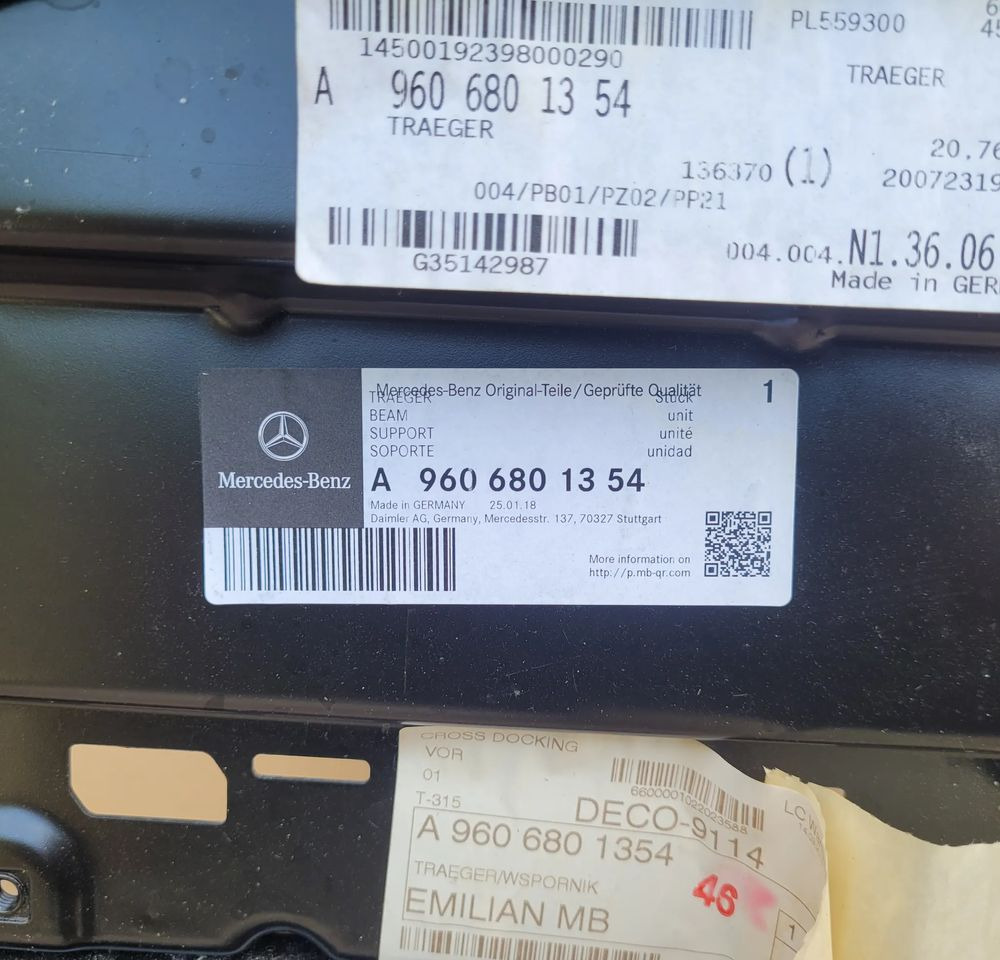 PL559300
14500192398000290
TRAEGER
A 960 680 13 54
TRAEGER
20,76
136370 (1)
20072319
004/PB01/PZ02/PP21
004.004.N1.36.06
G35142987
Made in GER
Mercedes-Benz Original-Teile/Geprüfte Qualität 1
TRAEGER Stück
BEAM unit
SUPPORT unité
SOPORTE unidad
Mercedes-Benz
A 960 680 13 54
Made in GERMANY 25.01.18
Daimler AG, Germany, Mercedesstr. 137, 70327 Stuttgart
More information on
http://p.mb-qr.com
CROSS DOCKING
VOR
01
6600001022023588
T-315
DECO-9114
A 960 680 1354
TRAEGER/WSPORNIK
46
EMILIAN MB
1